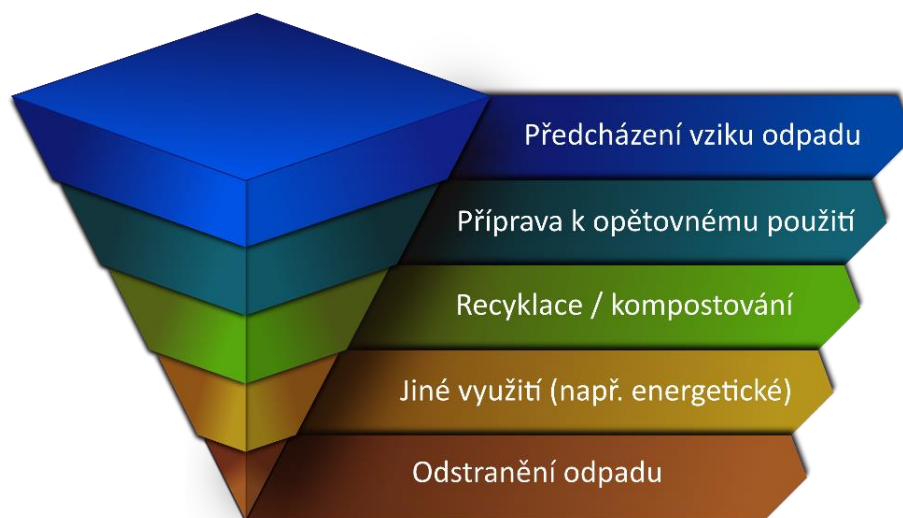 Předcházení vziku odpadu
Příprava k opětovnému použití
Recyklace / kompostování
Jiné využití (např. energetické)
Odstranění odpadu